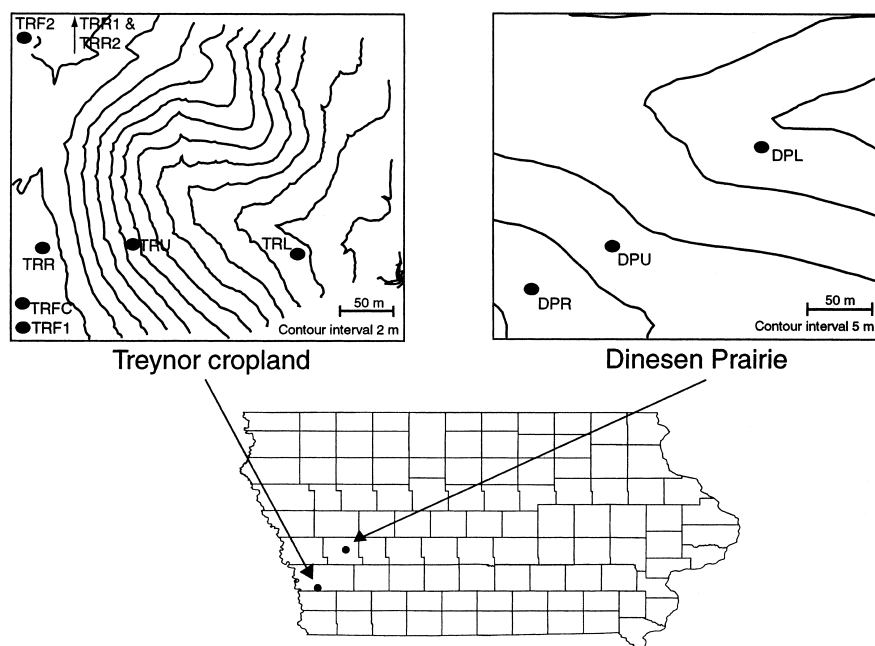 TRF2
TRR1 &
TRR2
TRR
TRU
TRL
TRFC
TRF1
50 m
Contour interval 2 m
DPL
DPU
DPR
50 m
Contour interval 5 m
Treynor cropland
Dinesen Prairie